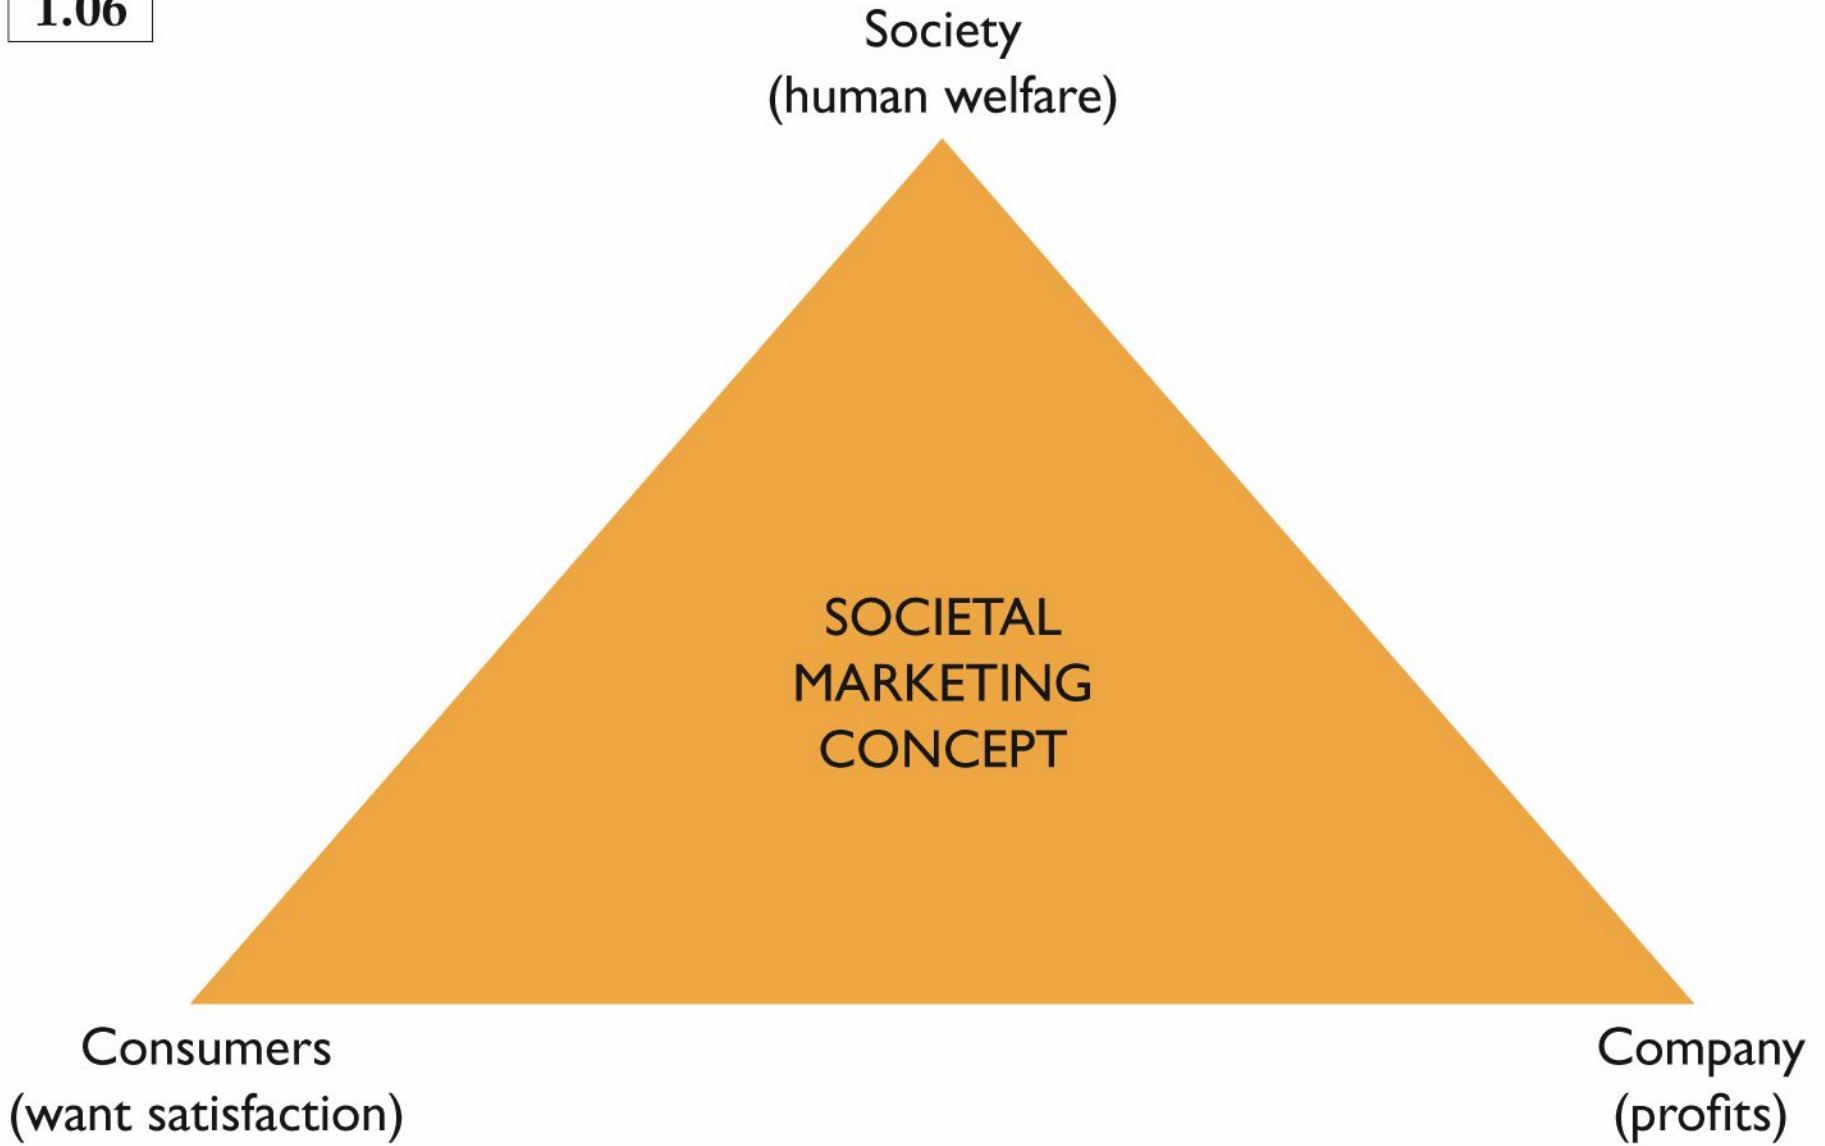 1.06
Society
(human welfare)
SOCIETAL
MARKETING
CONCEPT
Consumers
(want satisfaction)
Company
(profits)